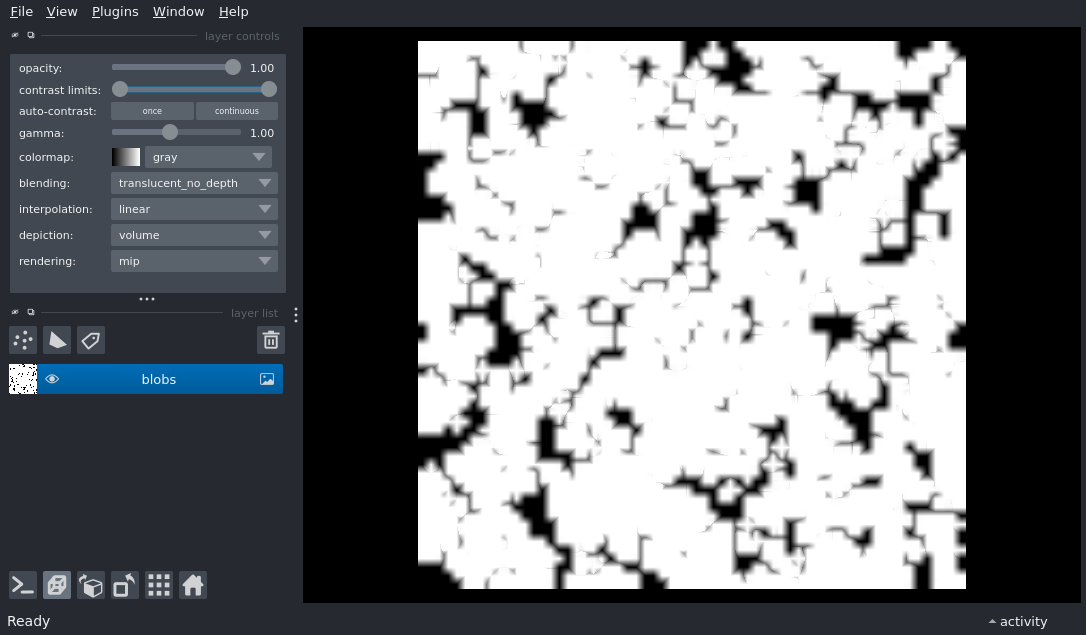 File View Plugins Window Help
layer controls
opacity: 1.00
contrast limits:
auto-contrast: once continuous
gamma: 1.00
colormap: gray
blending: translucent_no_depth
interpolation: linear
depiction: volume
rendering: mip
layer list
blobs
Ready
activity